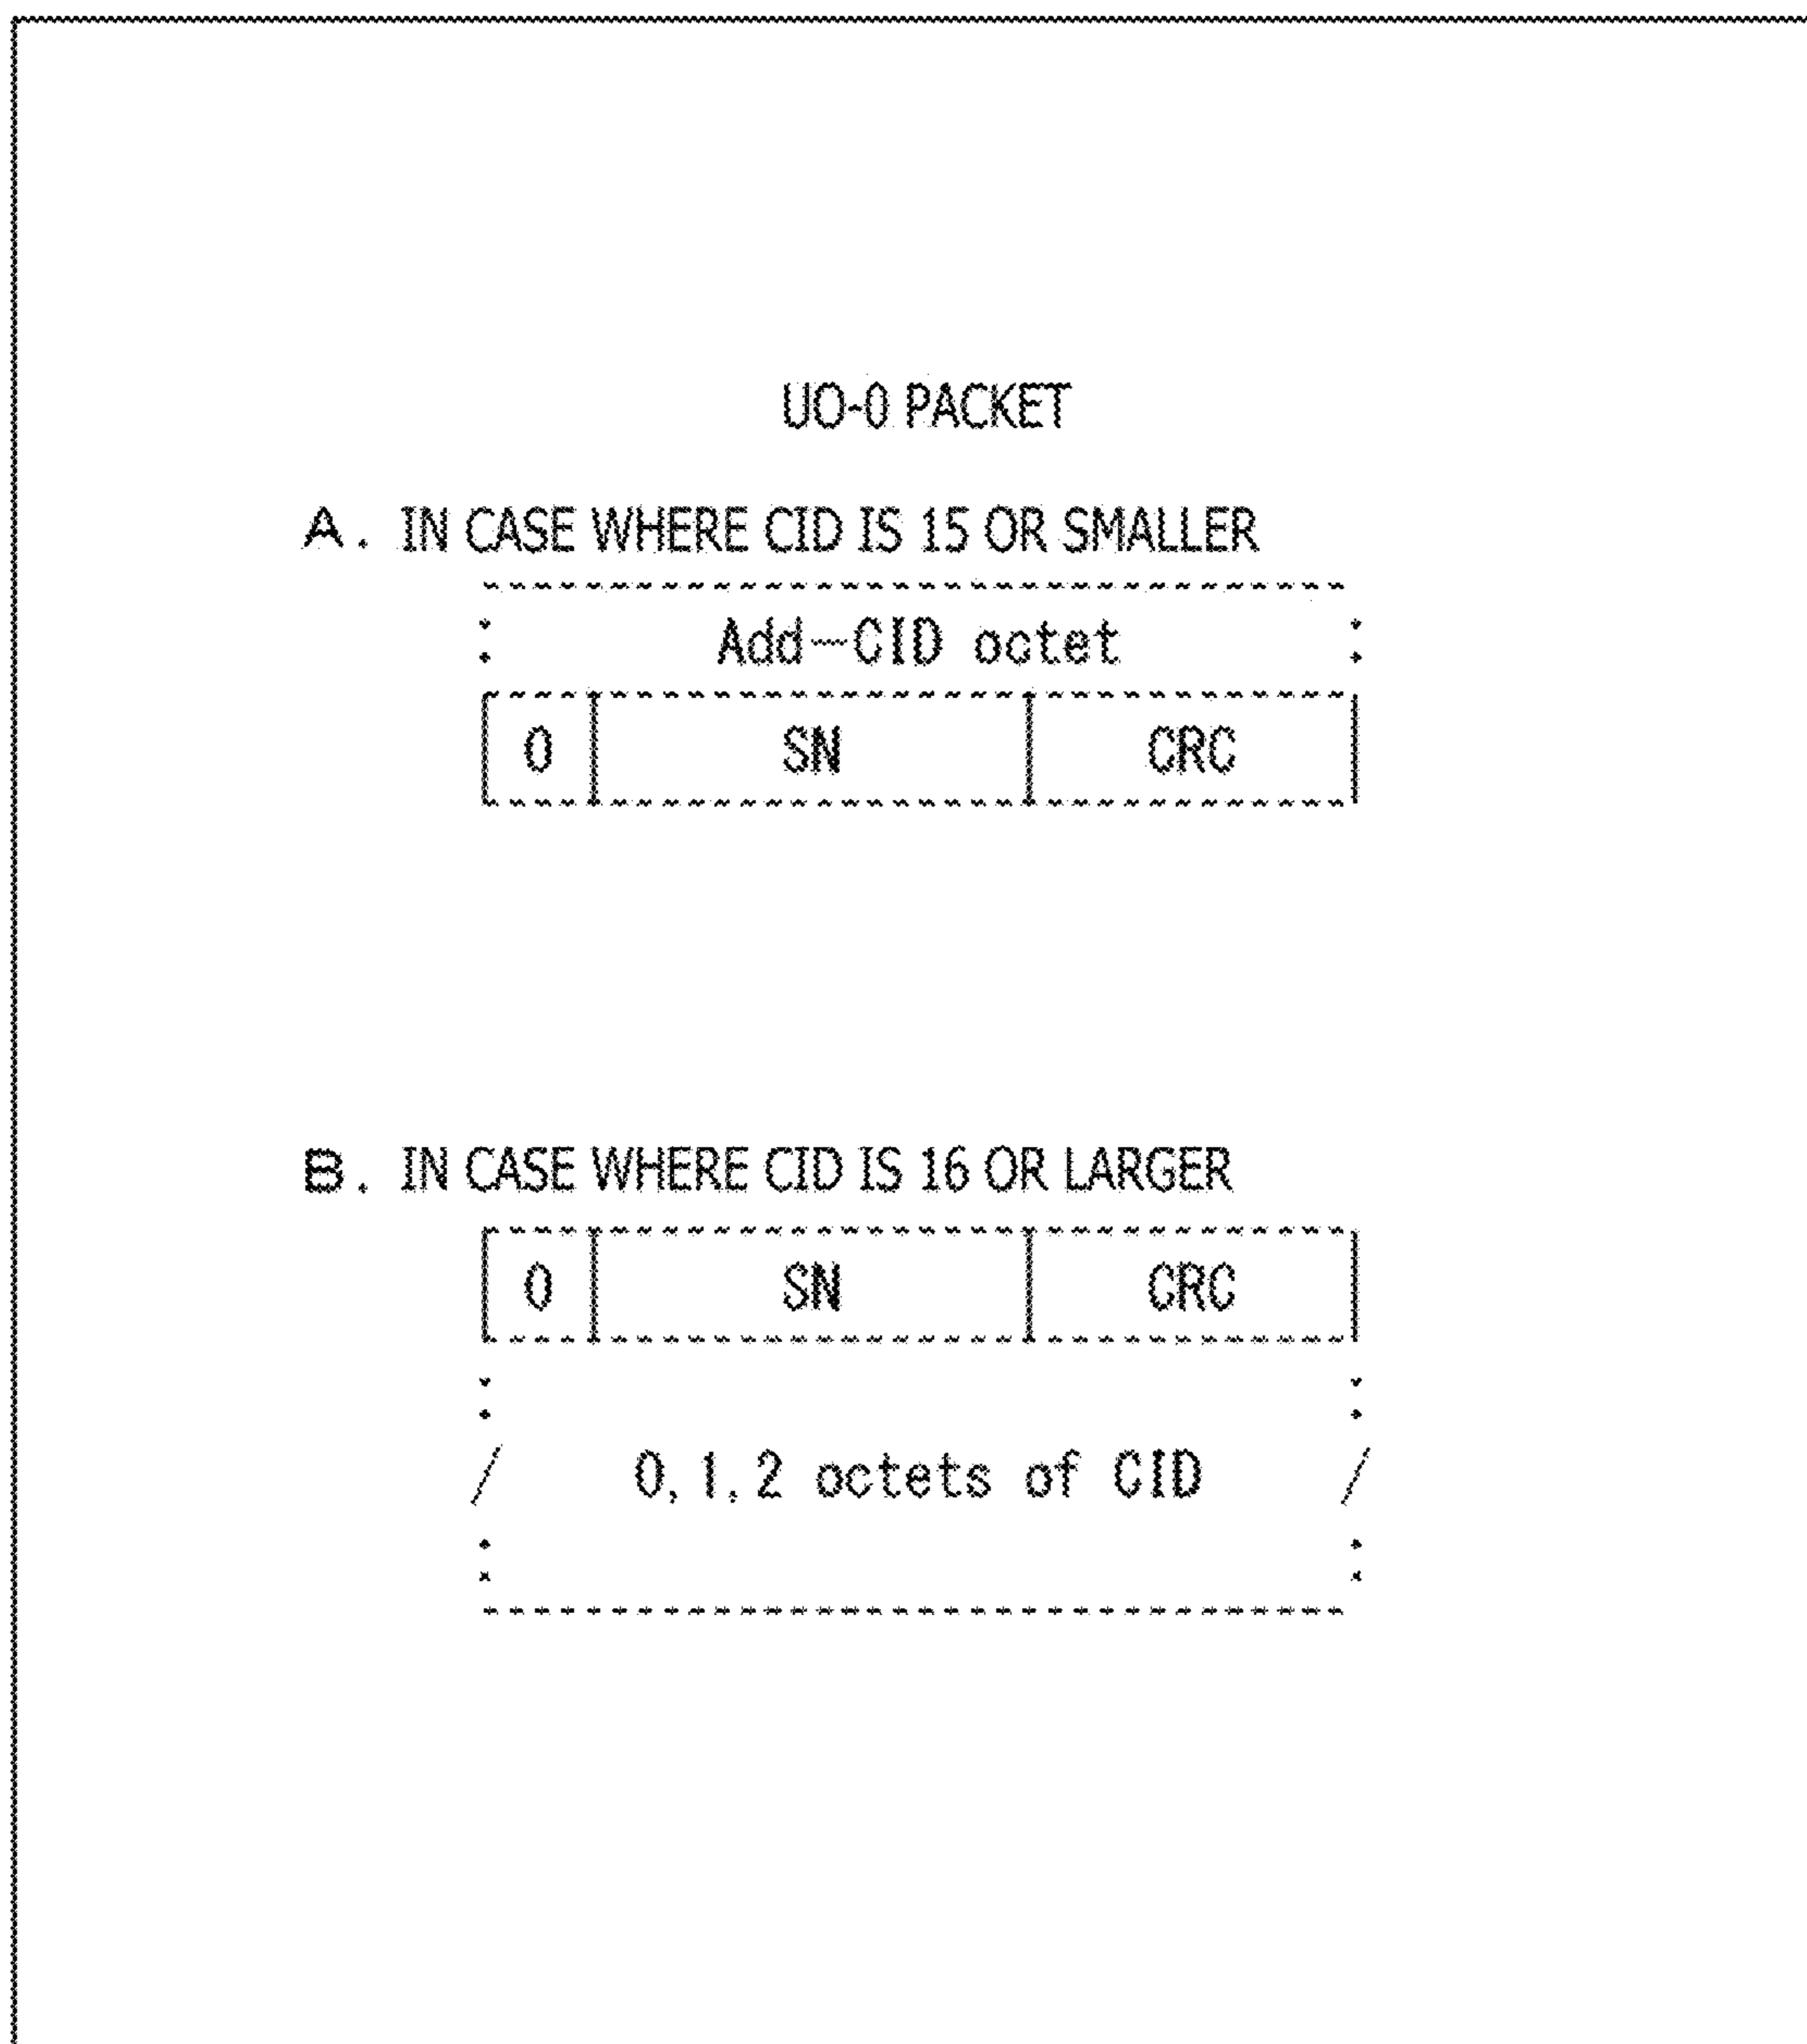 UO-0 PACKET
A. IN CASE WHERE CID IS 15 OR SMALLER
: Add-CID octet :
0 SN CRC
B. IN CASE WHERE CID IS 16 OR LARGER
0 SN CRC
: :
/ 0,1,2 octets of CID /
: :